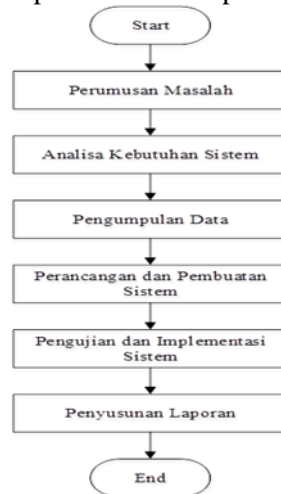 Start
Perumusan Masalah
Analisa Kebutuhan Sistem
Pengumpulan Data
Perancangan dan Pembuatan
Sistem
Pengujian dan Implementasi
Sistem
Penyusunan Laporan
End